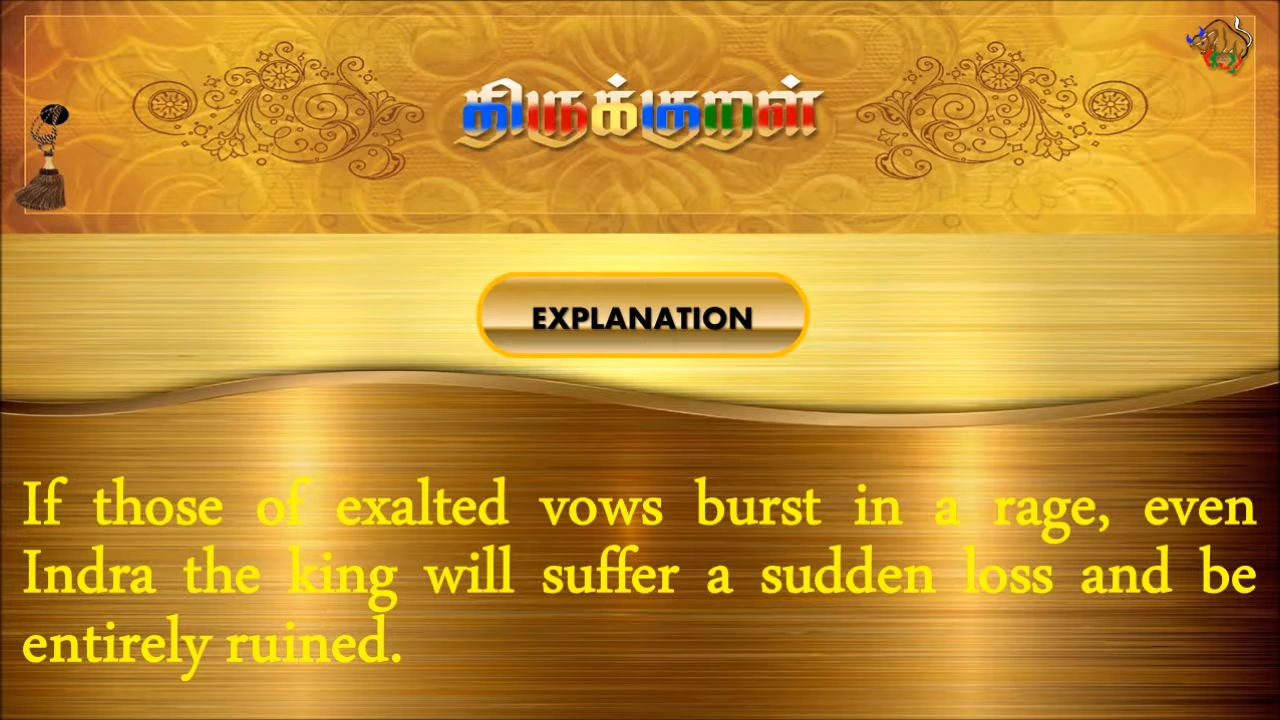 திருக்குறள்
EXPLANATION
If those of exalted vows burst in a rage, even
Indra the king will suffer a sudden loss and be
entirely ruined.